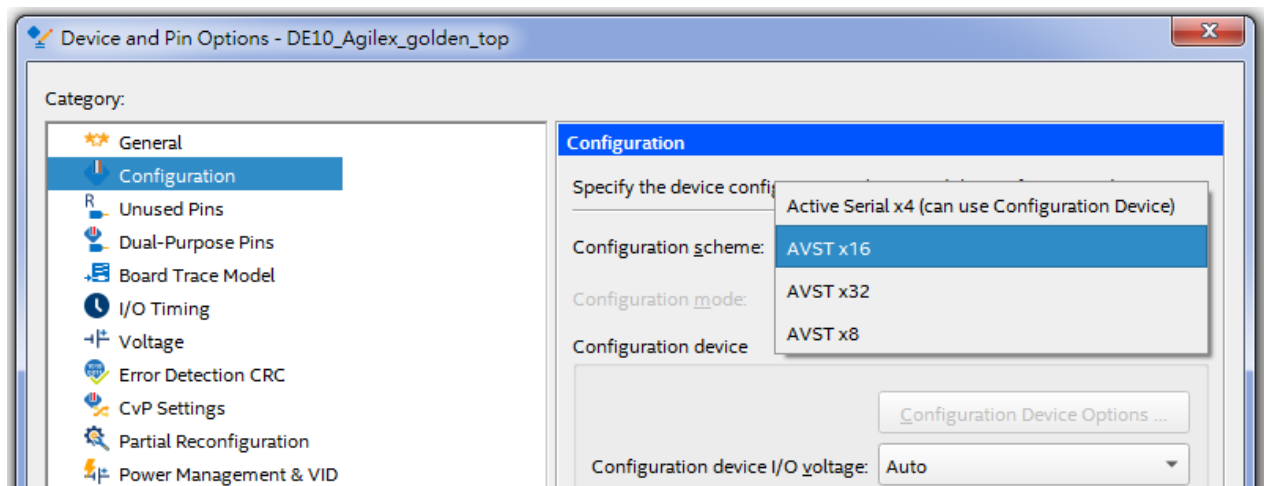 Device and Pin Options - DE10_Agilex_golden_top
X
Category:
General
Configuration
Unused Pins
Dual-Purpose Pins
Board Trace Model
I/O Timing
Voltage
Error Detection CRC
CvP Settings
Partial Reconfiguration
Power Management & VID
Configuration
Specify the device
Active Serial x4 (can use Configuration Device)
Configuration scheme:
AVST x16
AVST x32
Configuration mode:
AVST x8
Configuration device
Configuration Device Options ...
Configuration device I/O voltage: Auto